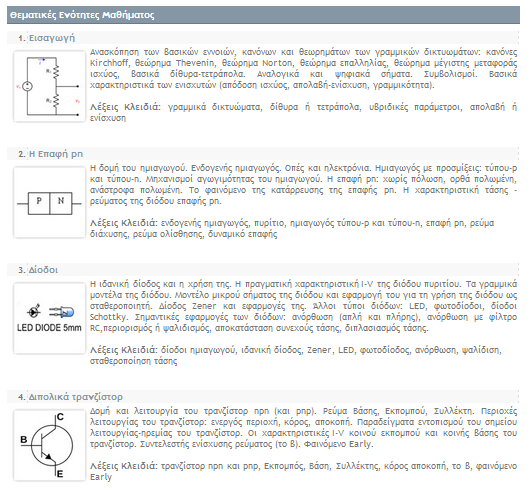 Θεματικές Ενότητες Μαθήματος
1. Εισαγωγή
Ανασκόπηση των βασικών εννοιών, κανόνων και θεωρημάτων των γραμμικών δικτυωμάτων: κανόνες
Kirchhoff, θεώρημα Thevenin, θεώρημα Norton, θεώρημα επαλληλίας, θεώρημα μέγιστης μεταφοράς
ισχύος, βασικά δίθυρα-τετράπολα. Αναλογικά και ψηφιακά σήματα. Συμβολισμοί. Βασικά
χαρακτηριστικά των ενισχυτών (απόδοση ισχύος, απολαβή-ενίσχυση, γραμμικότητα).
Λέξεις Κλειδιά: γραμμικά δικτυώματα, δίθυρα ή τετράπολα, υβριδικές παράμετροι, απολαβή ή
ενίσχυση
2. Η Επαφή pn
P N
Η δομή του ημιαγωγού. Ενδογενής ημιαγωγός. Οπές και ηλεκτρόνια. Ημιαγωγός με προσμίξεις: τύπου-p
και τύπου-n. Μηχανισμοί αγωγιμότητας του ημιαγωγού. Η επαφή pn: χωρίς πόλωση, ορθά πολωμένη,
ανάστροφα πολωμένη. Το φαινόμενο της κατάρρευσης της επαφής pn. Η χαρακτηριστική τάσης -
ρεύματος της διόδου επαφής pn.
Λέξεις Κλειδιά: ενδογενής ημιαγωγός, πυρίτιο, ημιαγωγός τύπου-p και τύπου-n, επαφή pn, ρεύμα
διάχυσης, ρεύμα ολίσθησης, δυναμικό επαφής
3. Δίοδοι
LED DIODE 5mm
Η ιδανική δίοδος και η χρήση της. Η πραγματική χαρακτηριστική I-V της διόδου πυριτίου. Τα γραμμικά
μοντέλα της διόδου. Μοντέλο μικρού σήματος της διόδου και εφαρμογή του για τη χρήση της διόδου ως
σταθεροποιητή. Δίοδος Zener και εφαρμογές της. Άλλοι τύποι διόδων: LED, φωτοδίοδοι, δίοδοι
Schottky. Σημαντικές εφαρμογές των διόδων: ανόρθωση (απλή και πλήρης), ανόρθωση με φίλτρο
RC,περιορισμός ή ψαλιδισμός, αποκατάσταση συνεχούς τάσης, διπλασιασμός τάσης.
Λέξεις Κλειδιά: δίοδοι ημιαγωγού, ιδανική δίοδος, Zener, LED, φωτοδίοδος, ανόρθωση, ψαλίδιση,
σταθεροποίηση τάσης
4. Διπολικά τρανζίστορ
C
B
E
Δομή και λειτουργία του τρανζίστορ npn (και pnp). Ρεύμα Βάσης, Εκπομπού, Συλλέκτη. Περιοχές
λειτουργίας του τρανζίστορ: ενεργός περιοχή, κόρος, αποκοπή. Παραδείγματα εντοπισμού του σημείου
λειτουργίας-ηρεμίας του τρανζίστορ. Οι χαρακτηριστικές I-V κοινού εκπομπού και κοινής βάσης του
τρανζίστορ. Συντελεστής ενίσχυσης ρεύματος (το β). Φαινόμενο Early.
Λέξεις Κλειδιά: τρανζίστορ npn και pnp, Εκπομπός, Βάση, Συλλέκτης, κόρος αποκοπή, το β, φαινόμενο
Early